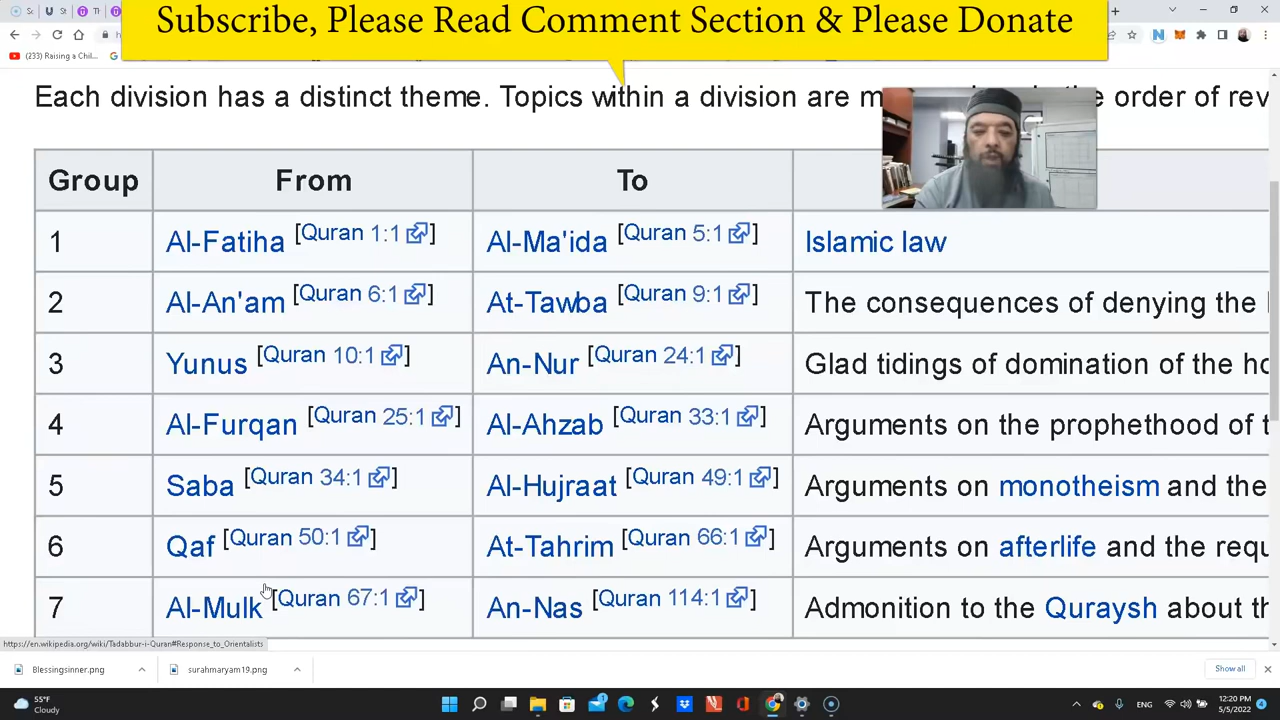 Subscribe, Please Read Comment Section & Please Donate
(233) Raising a Chil...
Each division has a distinct theme. Topics within a division are m
the order of rev
Group From To
1 Al-Fatiha [Quran 1:1 ] Al-Ma'ida [Quran 5:1 ] Islamic law
2 Al-An'am [Quran 6:1 ] At-Tawba [Quran 9:1 ] The consequences of denying the
3 Yunus [Quran 10:1 ] An-Nur [Quran 24:1 ] Glad tidings of domination of the
4 Al-Furqan [Quran 25:1 ] Al-Ahzab [Quran 33:1 ] Arguments on the prophethood of
5 Saba [Quran 34:1 ] Al-Hujraat [Quran 49:1 ] Arguments on monotheism and the
6 Qaf [Quran 50:1 ] At-Tahrim [Quran 66:1 ] Arguments on afterlife and the requ
7 Al-Mulk [Quran 67:1 ] An-Nas [Quran 114:1 ] Admonition to the Quraysh about
https://en.wikipedia.org/wiki/Tadabbur-i-Quran#Response_to_Orientalists
Blessingsinner.png surahmaryam19.png Show all
55°F
Cloudy
ENG
12:20 PM
5/5/2022